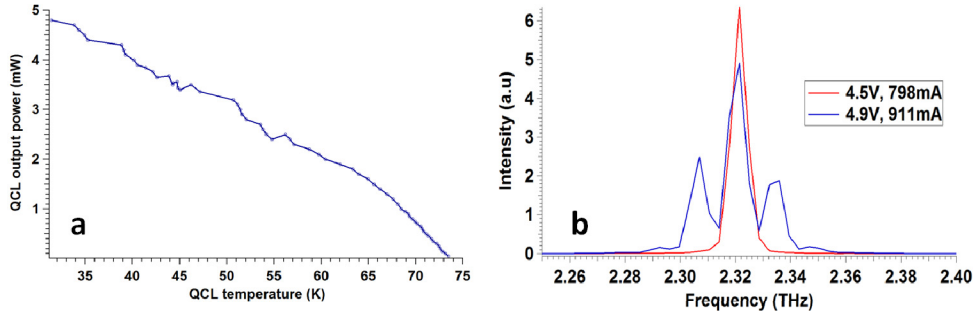 5
4
3
2
1
35 40 45 50 55 60 65 70 75
QCL output power (mW)
QCL temperature (K)
a
6
5
4
3
2
1
0
2.26 2.28 2.30 2.32 2.34 2.36 2.38 2.40
Intensity (a.u)
Frequency (THz)
4.5V, 798mA
4.9V, 911mA
b